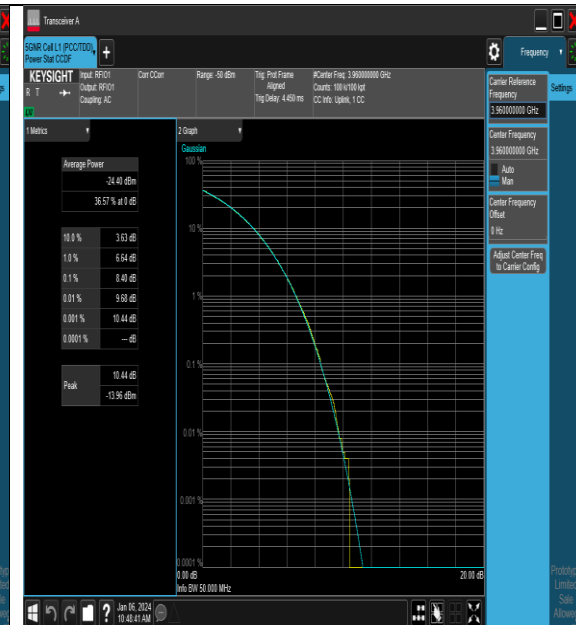 Transceiver A
5GNR Cell L1 (PCC/TDD),
Power Stat CCDF
Frequency
KEYSIGHT
R T
Input: RFIO1
Output: RFIO1
Coupling: AC
Corr CCorr
Range: -50 dBm
Trig: Prot Frame
Aligned
Trig Delay: 4.450 ms
#Center Freq: 3.960000000 GHz
Counts: 100 k/100 kpt
CC Info: Uplink, 1 CC
1 Metrics
Average Power
-24.40 dBm
36.57 % at 0 dB
10.0 % 3.63 dB
1.0 % 6.64 dB
0.1 % 8.40 dB
0.01 % 9.68 dB
0.001 % 10.44 dB
0.0001 % --- dB
Peak
10.44 dB
-13.96 dBm
2 Graph
Gaussian
100 %
10 %
1 %
0.1 %
0.01 %
0.001 %
0.0001 %
0.00 dB
20.00 dB
Info BW 50.000 MHz
Carrier Reference
Frequency
3.960000000 GHz
Center Frequency
3.960000000 GHz
Auto
Man
Center Frequency
Offset
0 Hz
Adjust Center Freq
to Carrier Config
Settings
Jan 06, 2024
10:48:41 AM